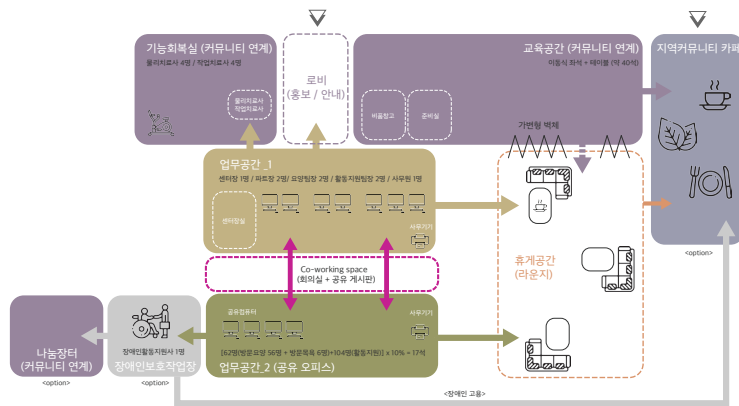 기능회복실 (커뮤니티 연계)
물리치료사 4명 / 작업치료사 4명
물리치료사
작업치료사
로비
(홍보 / 안내)
교육공간 (커뮤니티 연계)
이동식 좌석 + 테이블 (약 40석)
비품창고
준비실
가변형 벽체
지역커뮤니티 카페
<option>
업무공간_1
센터장 1명 / 파트장 2명/ 요양팀장 2명 / 활동지원팀장 2명 / 사무원 1명
센터장실
사무기기
Co-working space
(회의실 + 공유 게시판)
휴게공간
(라운지)
공유컴퓨터
사무기기
[62명(방문요양 56명 + 방문목욕 6명)+104명(활동지원)] x 10% = 17석
업무공간_2 (공유 오피스)
장애인활동지원사 1명
장애인보호작업장
<option>
나눔장터
(커뮤니티 연계)
<option>
<장애인 고용>